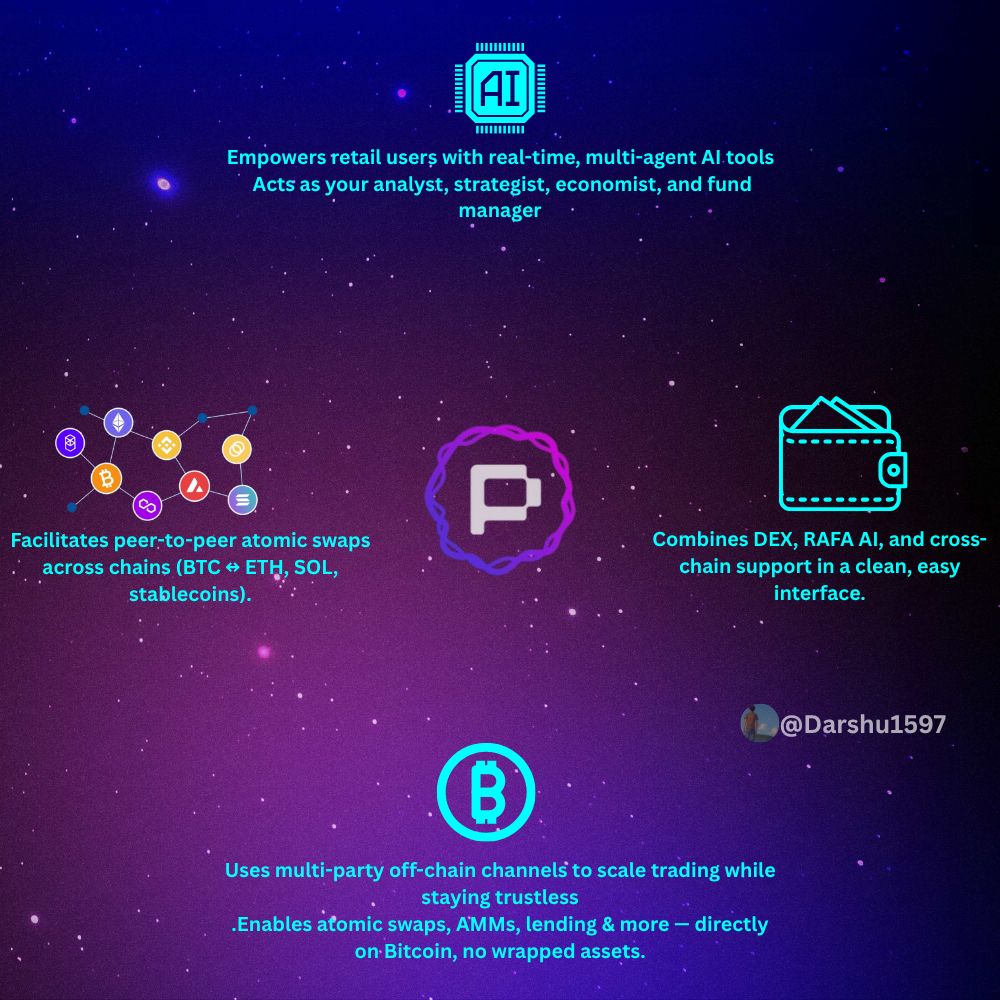 AI
Empowers retail users with real-time, multi-agent AI tools
Acts as your analyst, strategist, economist, and fund
manager
Facilitates peer-to-peer atomic swaps
across chains (BTC ↔ ETH, SOL,
stablecoins).
P
Combines DEX, RAFA AI, and cross-
chain support in a clean, easy
interface.
@Darshu1597
Uses multi-party off-chain channels to scale trading while
staying trustless
.Enables atomic swaps, AMMs, lending & more — directly
on Bitcoin, no wrapped assets.